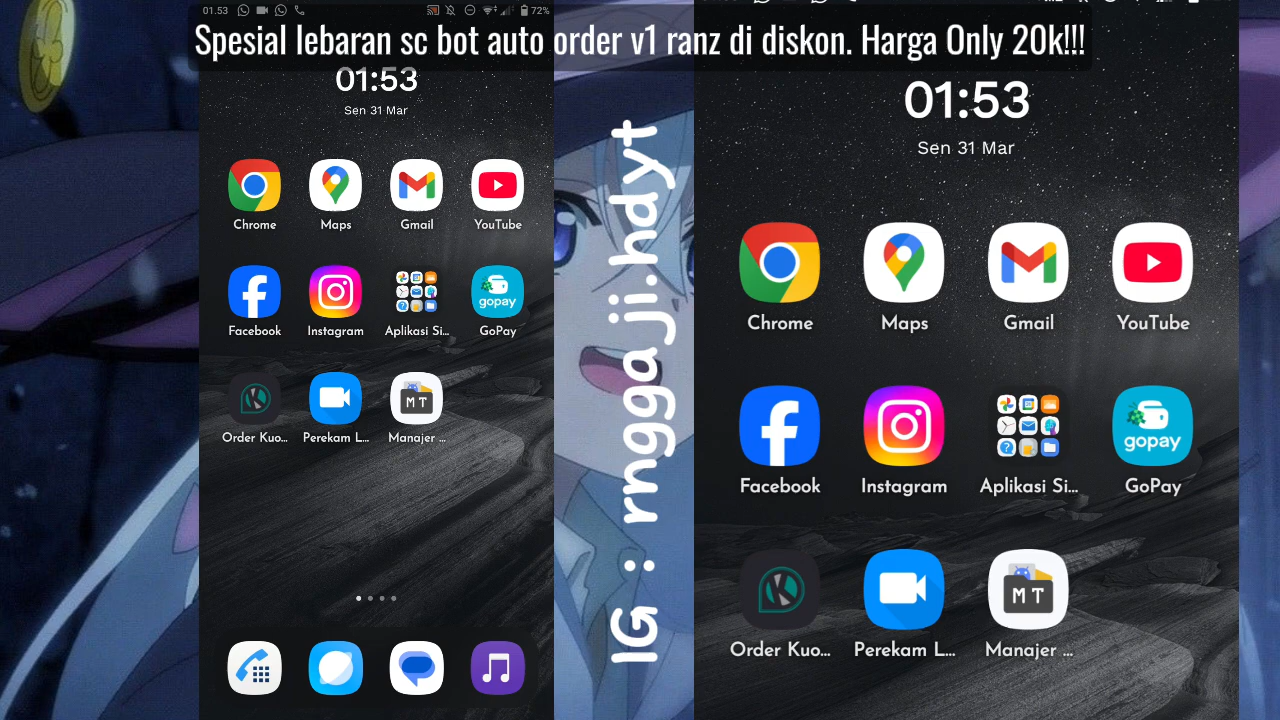 01.53
72%
Spesial lebaran sc bot auto order v1 ranz di diskon. Harga Only 20k!!!
01:53
Sen 31 Mar
Chrome
Maps
Gmail
YouTube
gopay
Facebook
Instagram
Aplikasi Si...
GoPay
MT
Order Kuo...
Perekam L...
Manajer ...
IG : rnggaji.hdyt
01:53
Sen 31 Mar
Chrome
Maps
Gmail
YouTube
gopay
Facebook
Instagram
Aplikasi Si...
GoPay
MT
Order Kuo...
Perekam L...
Manajer ...